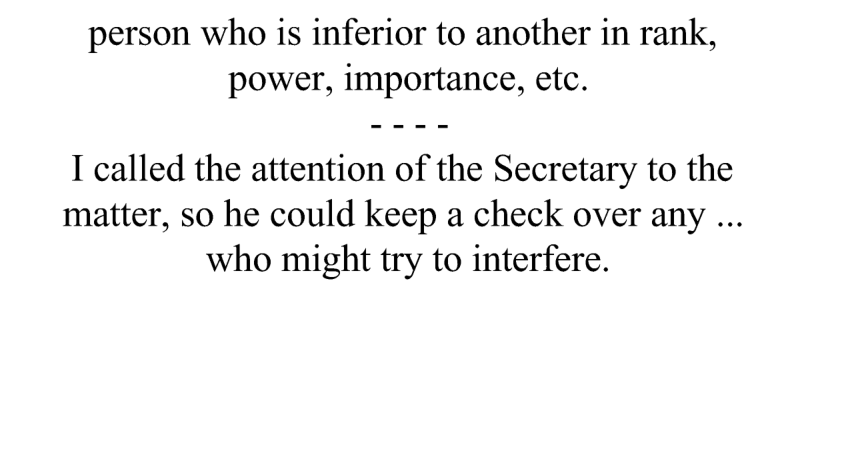 person who is inferior to another in rank,
power, importance, etc.
- - - -
I called the attention of the Secretary to the
matter, so he could keep a check over any ...
who might try to interfere.